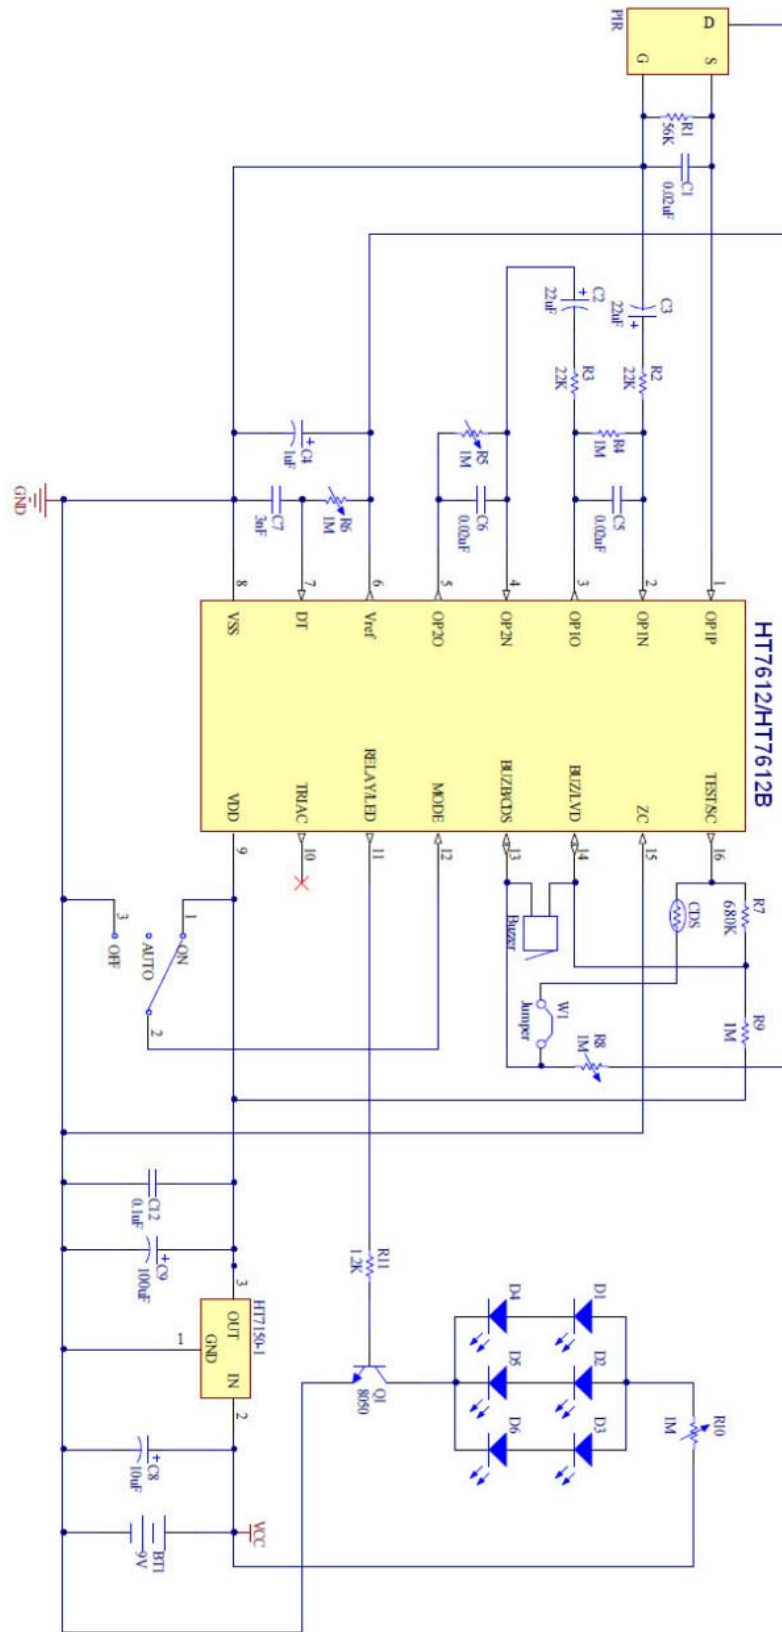 PIR
D
G
S
R1
56K
C1
0.02uF
C2
22uF
C3
22uF
R3
22K
R2
22K
R4
1M
C5
0.02uF
R5
1M
C6
0.02uF
C4
1uF
R6
1M
C7
3nF
GND
8
7
6
5
4
3
2
1
VSS
DT
Vref
OP2O
OP2N
OP1O
OP1N
OP1P
HT7612/HT7612B
VDD
TRIAC
RELAY/LED
MODE
BUZB/CDS
BUZ/LVD
ZC
TEST/SC
9
10
11
12
13
14
15
16
R7
680K
CDS
Buzzer
W1
Jumper
R8
1M
R9
1M
1
ON
AUTO
3
OFF
2
C12
0.1uF
C9
100uF
R11
1.2K
HT7150-1
3
OUT
1
GND
IN
2
Q1
8050
D4
D1
D5
D2
D6
D3
R10
1M
C8
10uF
BT1
9V
VCC